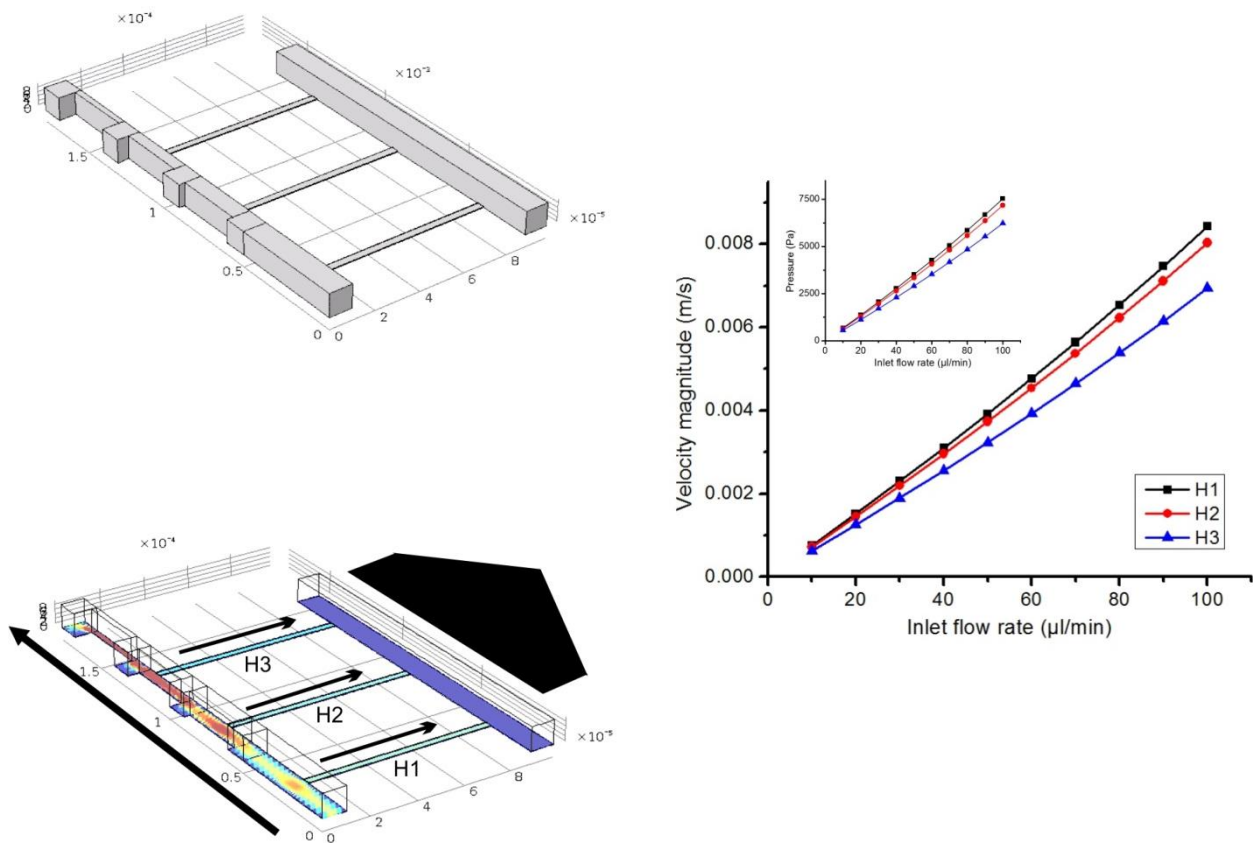 ×10⁻⁴
×10⁻³
×10⁻⁵
1.5
1
0.5
0
0
2
4
6
8
×10⁻⁴
×10⁻⁵
1.5
1
0.5
0
0
2
4
6
8
H3
H2
H1
Velocity magnitude (m/s)
0.008
0.006
0.004
0.002
0.000
0 20 40 60 80 100
Inlet flow rate (µl/min)
Pressure (Pa)
7500
5000
2500
0
0 20 40 60 80 100
Inlet flow rate (µl/min)
H1
H2
H3